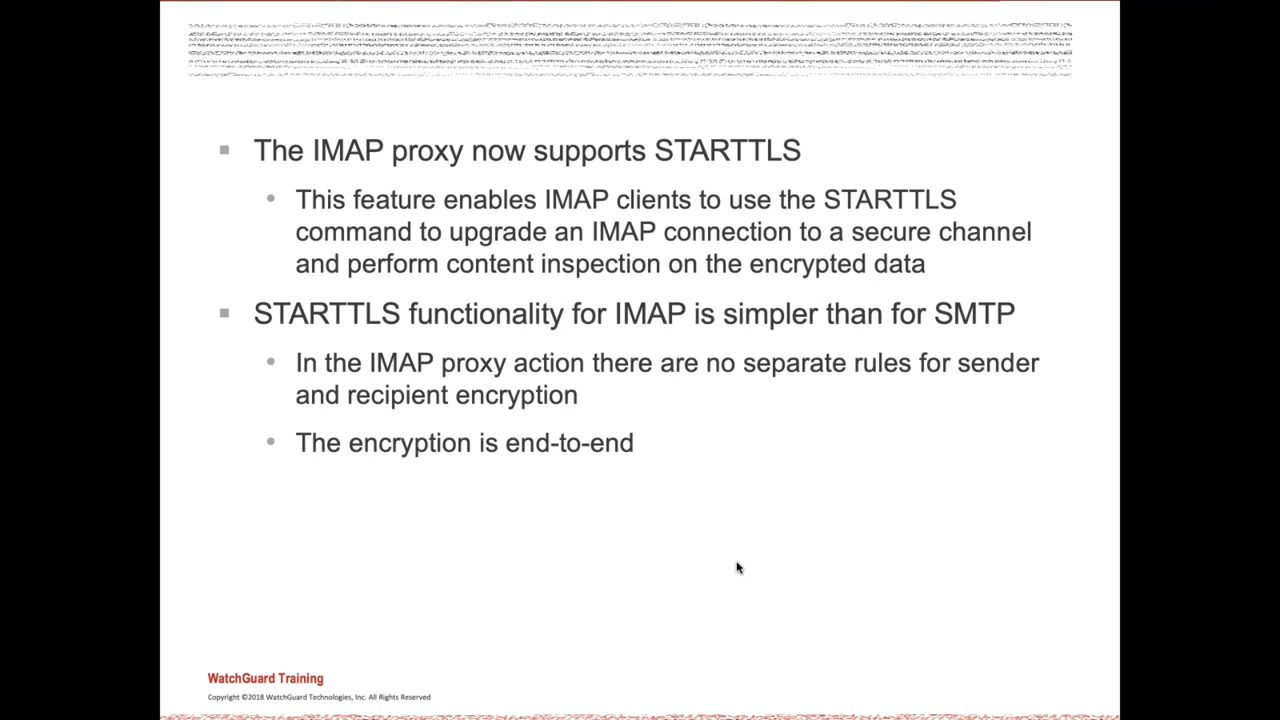 The IMAP proxy now supports STARTTLS
This feature enables IMAP clients to use the STARTTLS
command to upgrade an IMAP connection to a secure channel
and perform content inspection on the encrypted data
STARTTLS functionality for IMAP is simpler than for SMTP
In the IMAP proxy action there are no separate rules for sender
and recipient encryption
The encryption is end-to-end
WatchGuard Training
Copyright ©2018 WatchGuard Technologies, Inc. All Rights Reserved